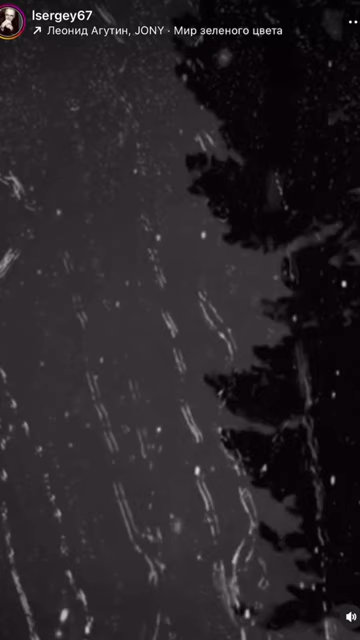 lsergey67
Леонид Агутин, JONY · Мир зеленого цвета